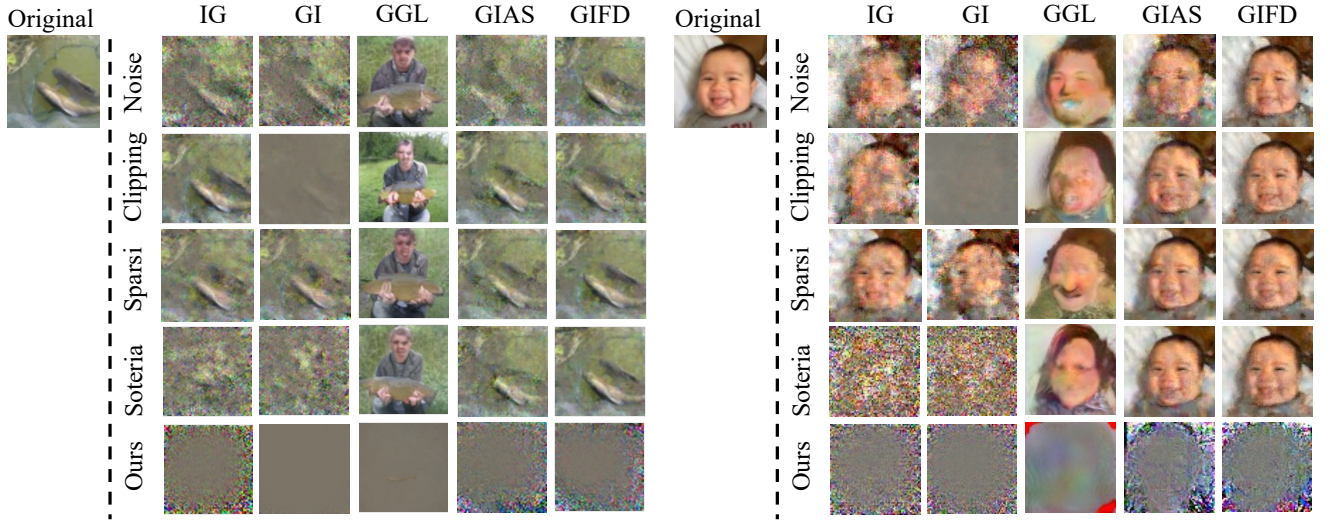 Original IG GI GGL GIAS GIFD
Noise
Clipping
Sparsi
Soteria
Ours
Original IG GI GGL GIAS GIFD
Noise
Clipping
Sparsi
Soteria
Ours